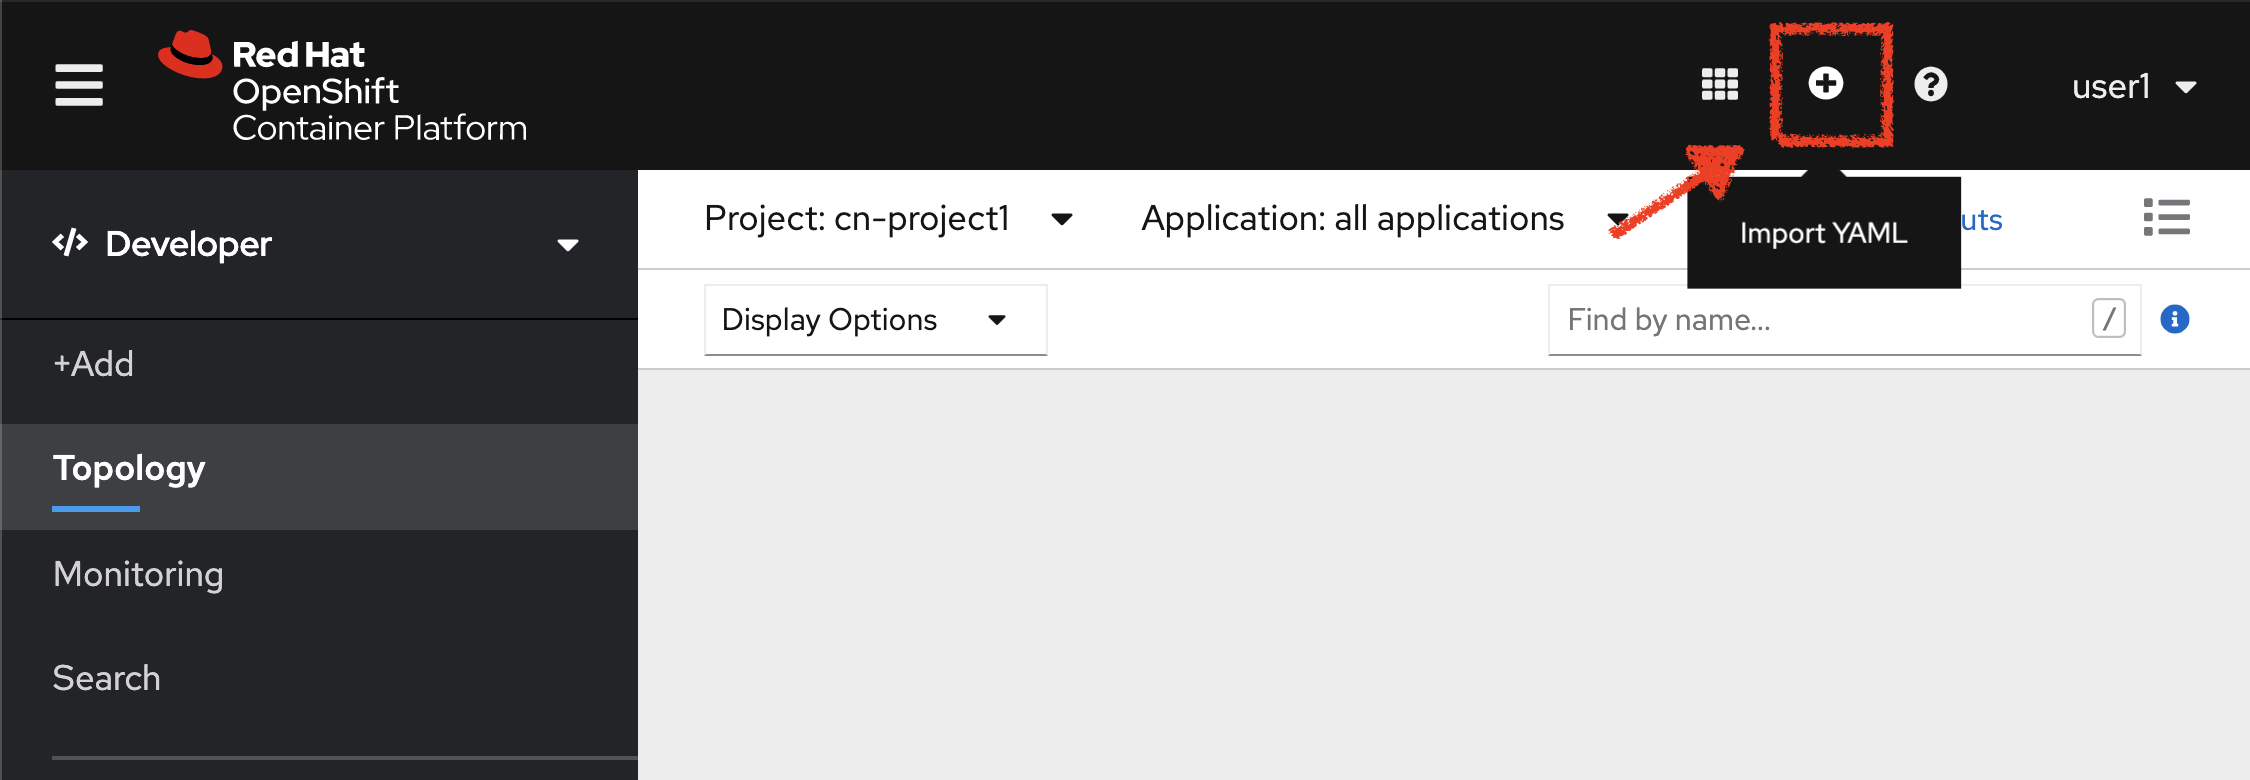 Red Hat
OpenShift
Container Platform
user1
Developer
Project: cn-project1
Application: all applications
Import YAML
Display Options
Find by name...
/
+Add
Topology
Monitoring
Search